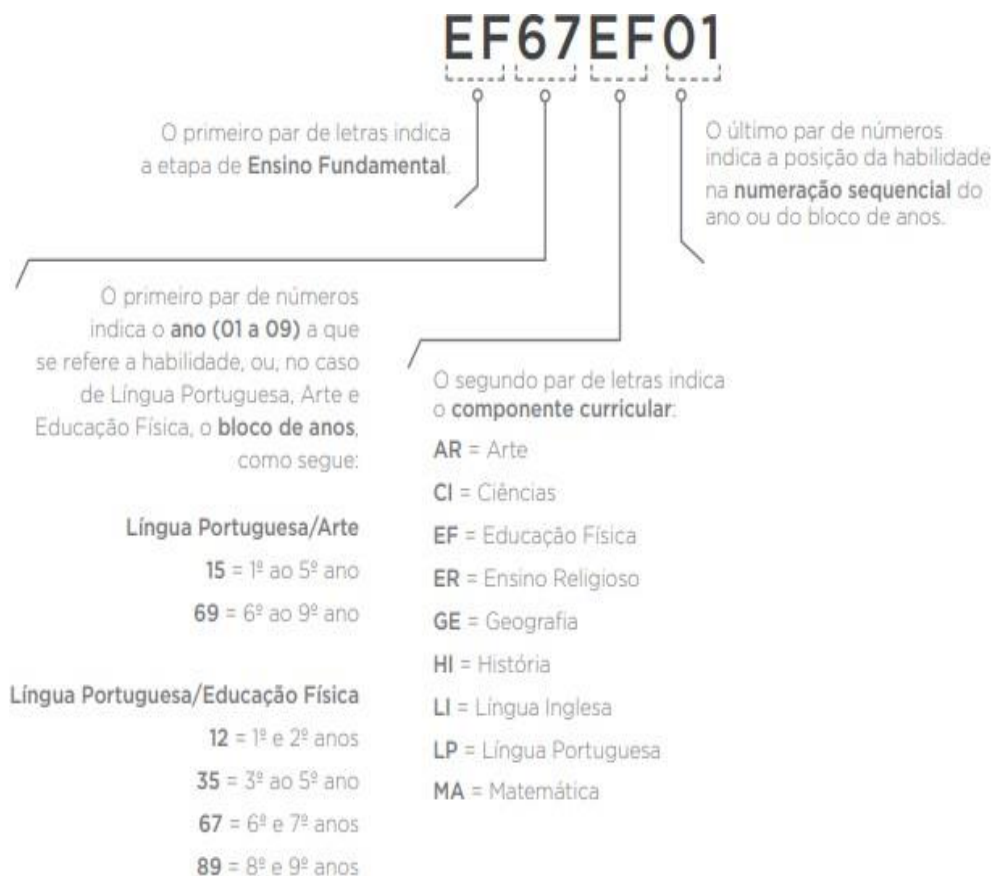 EF67EF01
O primeiro par de letras indica
a etapa de Ensino Fundamental.
O último par de números
indica a posição da habilidade
na numeração sequencial do
ano ou do bloco de anos.
O primeiro par de números
indica o ano (01 a 09) a que
se refere a habilidade, ou, no caso
de Língua Portuguesa, Arte e
Educação Física, o bloco de anos,
como segue:
Língua Portuguesa/Arte
15 = 1º ao 5º ano
69 = 6º ao 9º ano
Língua Portuguesa/Educação Física
12 = 1º e 2º anos
35 = 3º ao 5º ano
67 = 6º e 7º anos
89 = 8º e 9º anos
O segundo par de letras indica
o componente curricular:
AR = Arte
CI = Ciências
EF = Educação Física
ER = Ensino Religioso
GE = Geografia
HI = História
LI = Língua Inglesa
LP = Língua Portuguesa
MA = Matemática